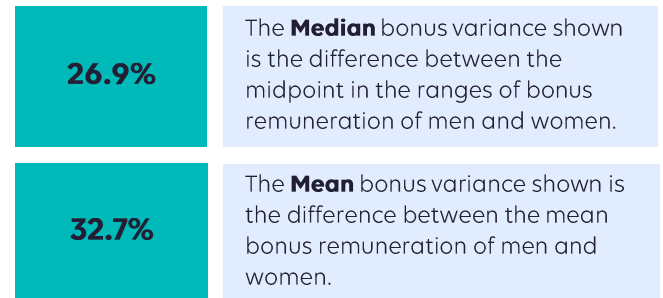 26.9%
The Median bonus variance shown
is the difference between the
midpoint in the ranges of bonus
remuneration of men and women.
32.7%
The Mean bonus variance shown is
the difference between the mean
bonus remuneration of men and
women.